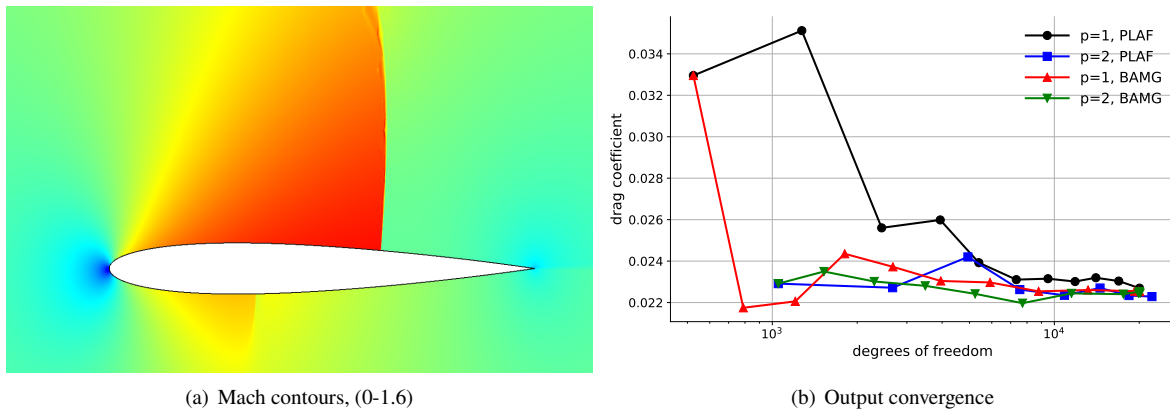 0.034
0.032
0.030
0.028
0.026
0.024
0.022
drag coefficient
10³
10⁴
degrees of freedom
p=1, PLAF
p=2, PLAF
p=1, BAMG
p=2, BAMG
(a) Mach contours, (0-1.6)
(b) Output convergence